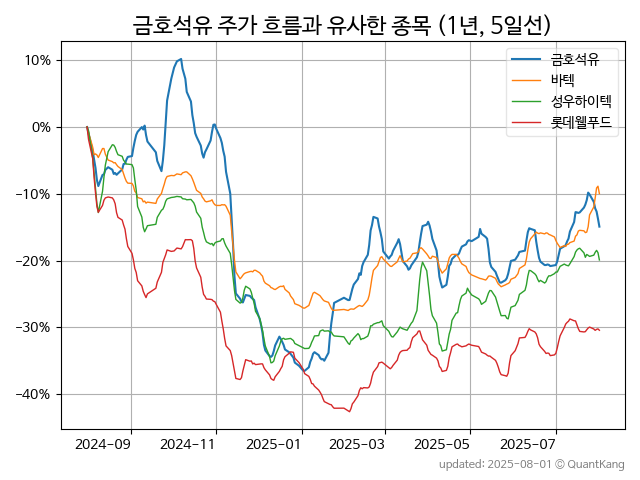 금호석유 주가 흐름과 유사한 종목 (1년, 5일선)
금호석유
바텍
성우하이텍
롯데웰푸드
10%
0%
−10%
−20%
−30%
−40%
2024-09 2024-11 2025-01 2025-03 2025-05 2025-07
updated: 2025-08-01 © QuantKang